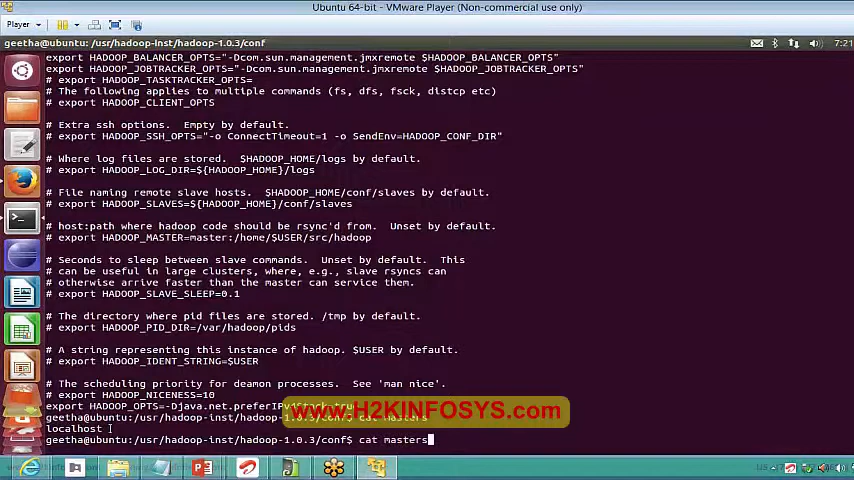 Ubuntu 64-bit - VMware Player (Non-commercial use only)
Player
geetha@ubuntu: /usr/hadoop-inst/hadoop-1.0.3/conf
7:21
export HADOOP_BALANCER_OPTS="-Dcom.sun.management.jmxremote $HADOOP_BALANCER_OPTS"
export HADOOP_JOBTRACKER_OPTS="-Dcom.sun.management.jmxremote $HADOOP_JOBTRACKER_OPTS"
# export HADOOP_TASKTRACKER_OPTS=
# The following applies to multiple commands (fs, dfs, fsck, distcp etc)
# export HADOOP_CLIENT_OPTS
# Extra ssh options.  Empty by default.
# export HADOOP_SSH_OPTS="-o ConnectTimeout=1 -o SendEnv=HADOOP_CONF_DIR"
# Where log files are stored.  $HADOOP_HOME/logs by default.
# export HADOOP_LOG_DIR=${HADOOP_HOME}/logs
# File naming remote slave hosts.  $HADOOP_HOME/conf/slaves by default.
# export HADOOP_SLAVES=${HADOOP_HOME}/conf/slaves
# host:path where hadoop code should be rsync'd from.  Unset by default.
# export HADOOP_MASTER=master:/home/$USER/src/hadoop
# Seconds to sleep between slave commands.  Unset by default.  This
# can be useful in large clusters, where, e.g., slave rsyncs can
# otherwise arrive faster than the master can service them.
# export HADOOP_SLAVE_SLEEP=0.1
# The directory where pid files are stored. /tmp by default.
# export HADOOP_PID_DIR=/var/hadoop/pids
# A string representing this instance of hadoop. $USER by default.
# export HADOOP_IDENT_STRING=$USER
# The scheduling priority for deamon processes.  See 'man nice'.
# export HADOOP_NICENESS=10
export HADOOP_OPTS=-Djava.net.preferIPv4Stack=true
geetha@ubuntu:/usr/hadoop-inst/hadoop-1.0.3/conf$ cat masters
localhost
geetha@ubuntu:/usr/hadoop-inst/hadoop-1.0.3/conf$ cat masters
www.H2KINFOSYS.com